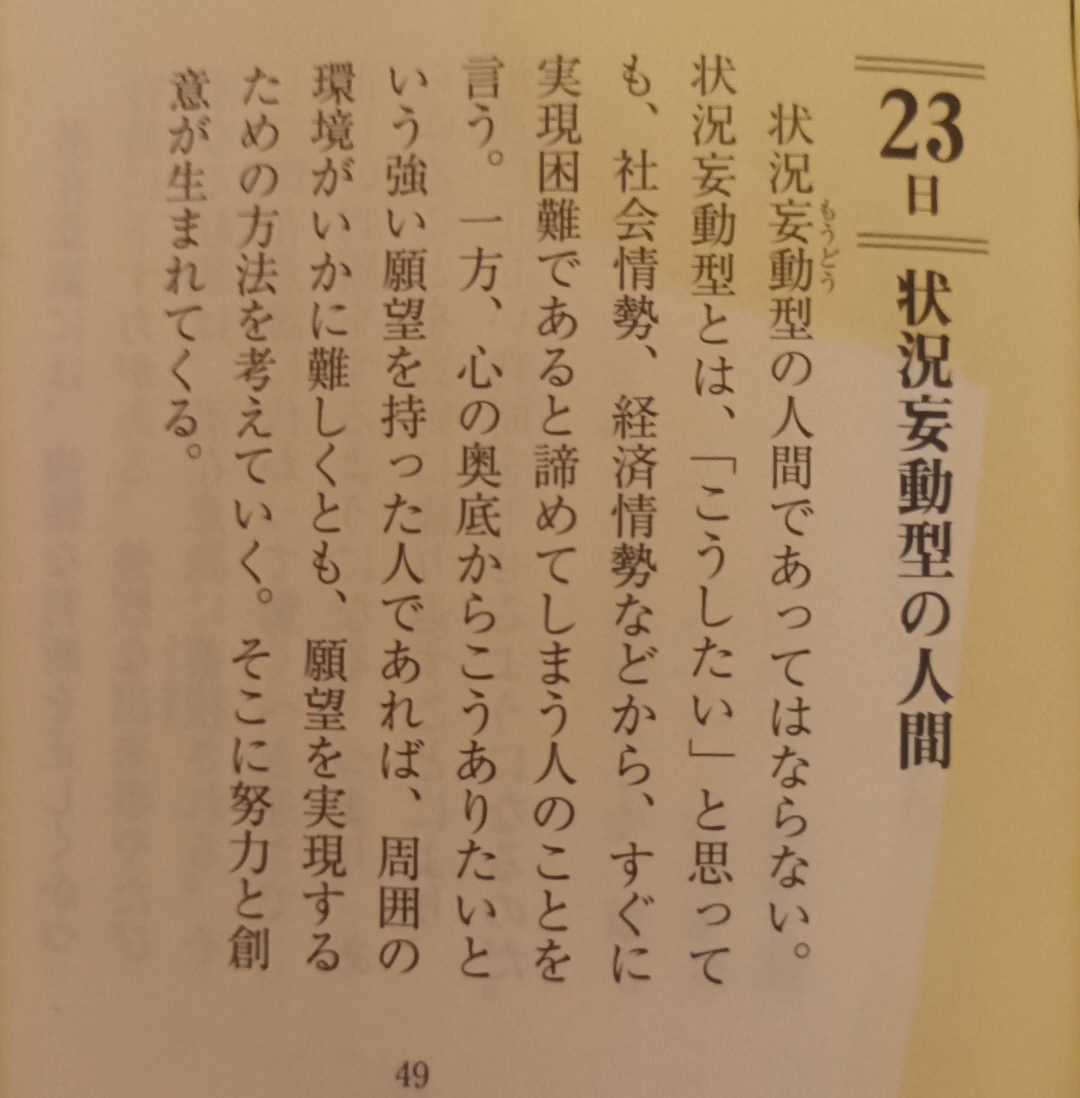 23日 状況妄動型の人間
状況妄動型の人間であってはならない。
もうどう
状況妄動型とは、「こうしたい」と思って
も、社会情勢、経済情勢などから、すぐに
実現困難であると諦めてしまう人のことを
言う。一方、心の奥底からこうありたいと
いう強い願望を持った人であれば、周囲の
環境がいかに難しくとも、願望を実現する
ための方法を考えていく。そこに努力と創
意が生まれてくる。
49